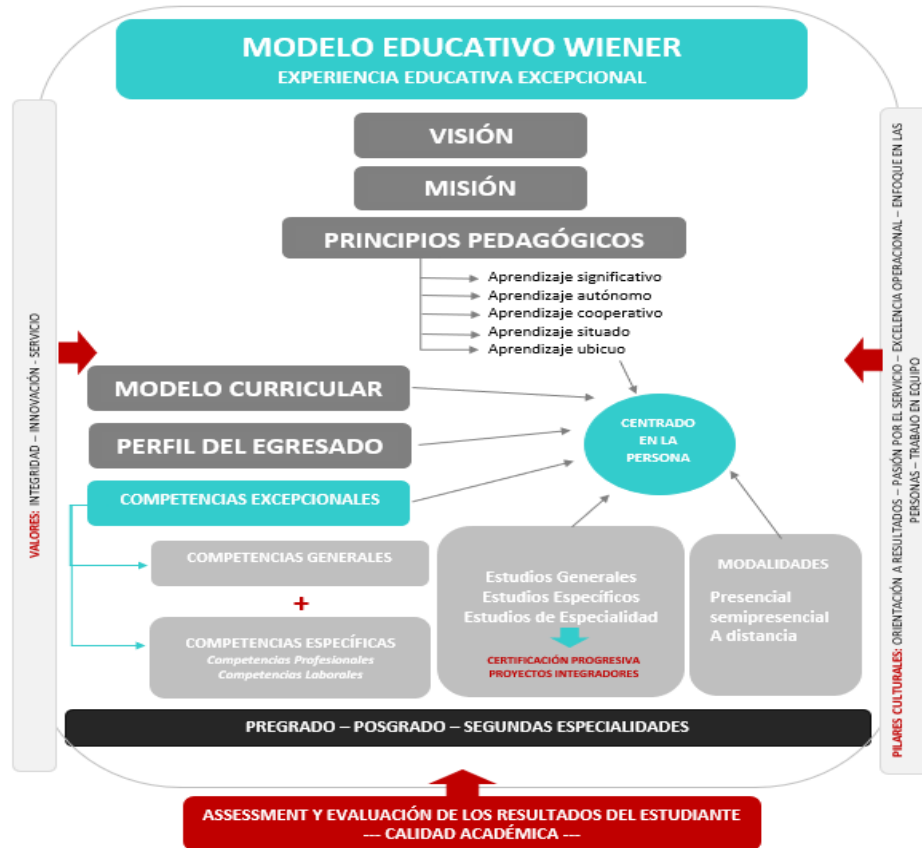 MODELO EDUCATIVO WIENER
EXPERIENCIA EDUCATIVA EXCEPCIONAL
VISIÓN
MISIÓN
PRINCIPIOS PEDAGÓGICOS
Aprendizaje significativo
Aprendizaje autónomo
Aprendizaje cooperativo
Aprendizaje situado
Aprendizaje ubicuo
VALORES: INTEGRIDAD – INNOVACIÓN - SERVICIO
MODELO CURRICULAR
PERFIL DEL EGRESADO
COMPETENCIAS EXCEPCIONALES
CENTRADO
EN LA
PERSONA
COMPETENCIAS GENERALES
+
COMPETENCIAS ESPECÍFICAS
Competencias Profesionales
Competencias Laborales
Estudios Generales
Estudios Específicos
Estudios de Especialidad
CERTIFICACIÓN PROGRESIVA
PROYECTOS INTEGRADORES
MODALIDADES
Presencial
semipresencial
A distancia
PILARES CULTURALES: ORIENTACIÓN A RESULTADOS – PASIÓN POR EL SERVICIO – EXCELENCIA OPERACIONAL – ENFOQUE EN LAS
PERSONAS – TRABAJO EN EQUIPO
PREGRADO – POSGRADO – SEGUNDAS ESPECIALIDADES
ASSESSMENT Y EVALUACIÓN DE LOS RESULTADOS DEL ESTUDIANTE
--- CALIDAD ACADÉMICA ---